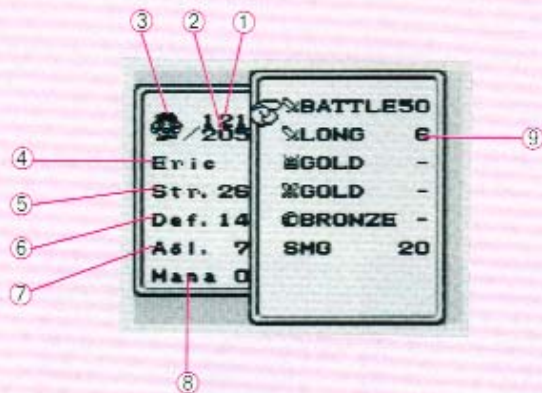 ③ ② ①
121
/205
Eric
Str. 26
Def. 14
Agl. 7
Mana 0
BATTLE50
LONG 6
GOLD -
GOLD -
BRONZE -
SMG 20
④
⑤
⑥
⑦
⑧
⑨